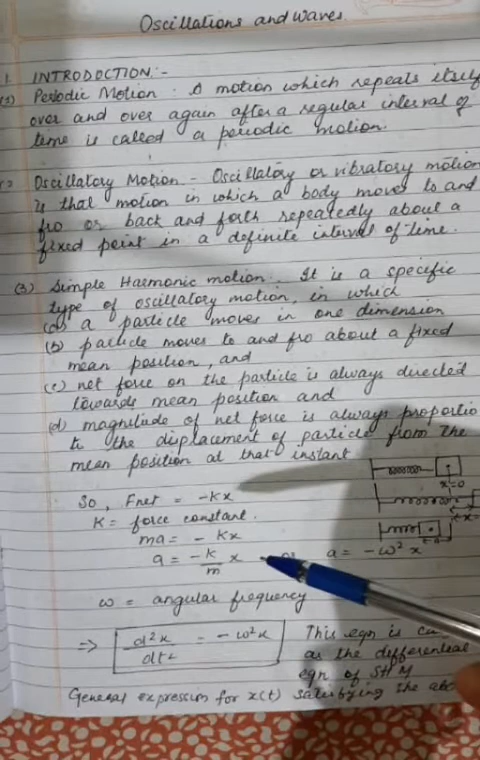 Oscillations and Waves.
1. INTRODUCTION:-
(1) Periodic Motion: A motion which repeats itself
over and over again after a regular interval of
time is called a periodic motion.
Oscillatory Motion - Oscillatory or vibratory motion
is that motion in which a body moves to and
fro or back and forth repeatedly about a
fixed point in a definite interval of time.
(3) Simple Harmonic motion. It is a specific
type of oscillatory motion, in which
(a) a particle moves in one dimension
(b) particle moves to and fro about a fixed
mean position, and
(c) net force on the particle is always directed
towards mean position and
(d) magnitude of net force is always proportio
to the displacement of particle from the
mean position at that instant
x=0
So, Fnet = -kx
K = force constant.
ma = - kx
a = -k/m x or a = -ω²x
ω = angular frequency
⇒ d²x/dt² = -ω²x This eqn is ca
as the differential
eqn of SHM
General expression for x(t) satisfying the abo